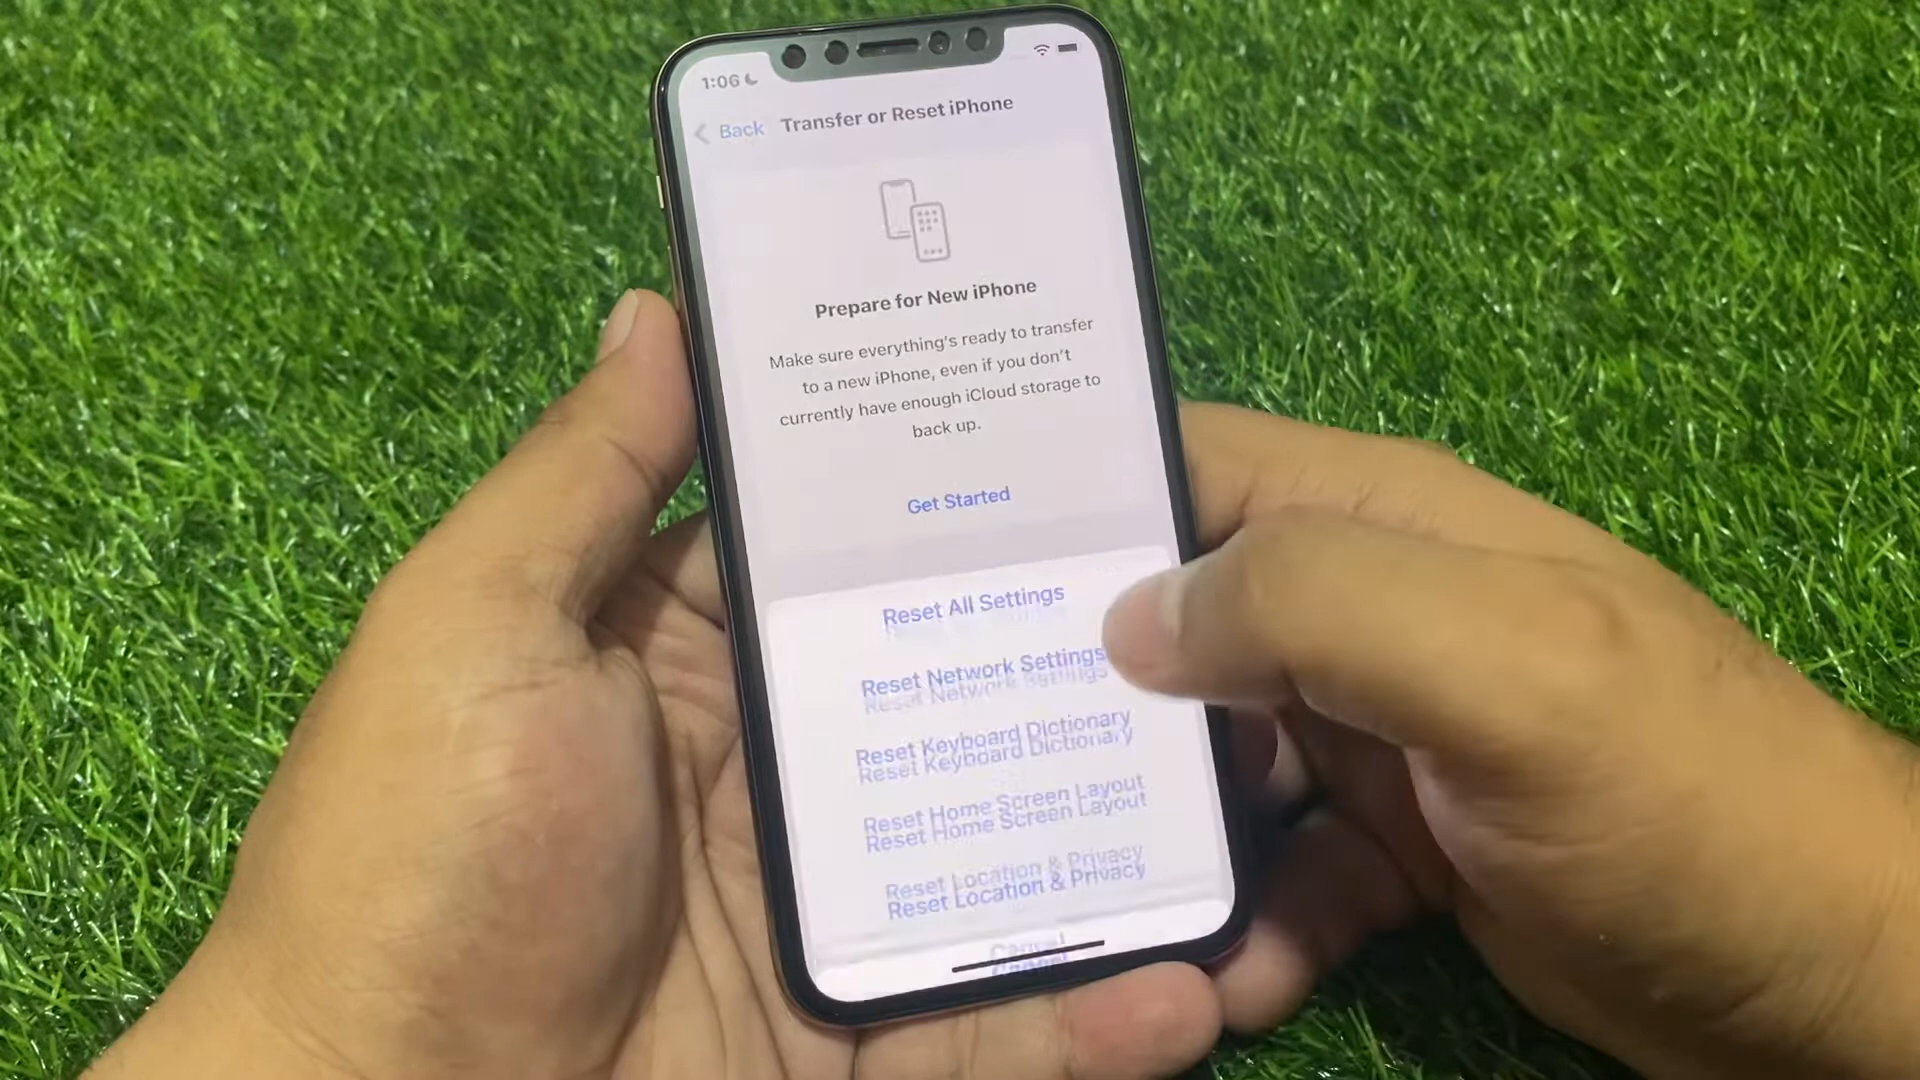 1:06
Back Transfer or Reset iPhone
Prepare for New iPhone
Make sure everything's ready to transfer
to a new iPhone, even if you don't
currently have enough iCloud storage to
back up.
Get Started
Reset All Settings
Reset Network Settings
Reset Keyboard Dictionary
Reset Home Screen Layout
Reset Location & Privacy
Cancel